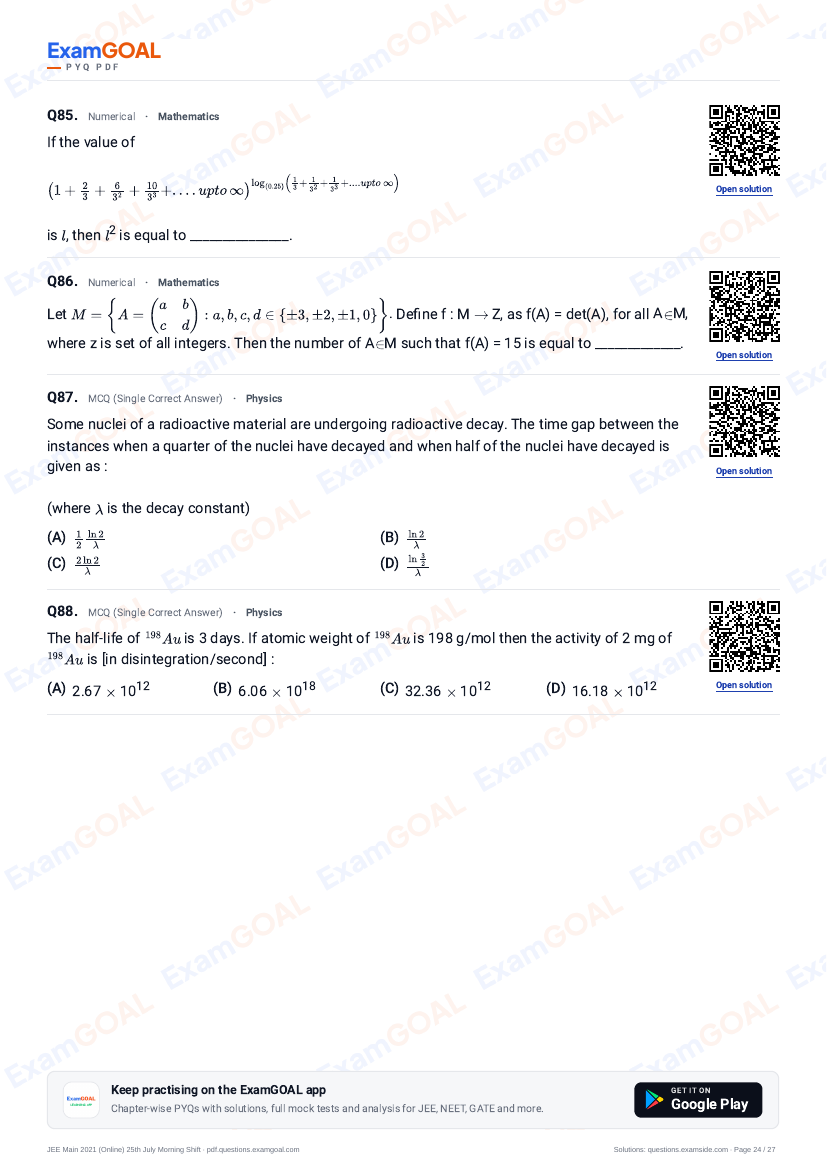 ExamGOAL
PYQ PDF
Q85. Numerical · Mathematics
If the value of
(1 + 2/3 + 6/3² + 10/3³ +.... upto ∞)^log_(0.25)(1/3 + 1/3² + 1/3³ +....upto ∞)
is l, then l² is equal to _______________.
Open solution
Q86. Numerical · Mathematics
Let M = { A = ( a b
c d ) : a, b, c, d ∈ {±3, ±2, ±1, 0} }. Define f : M → Z, as f(A) = det(A), for all A∈M,
where z is set of all integers. Then the number of A∈M such that f(A) = 15 is equal to _____________.
Open solution
Q87. MCQ (Single Correct Answer) · Physics
Some nuclei of a radioactive material are undergoing radioactive decay. The time gap between the
instances when a quarter of the nuclei have decayed and when half of the nuclei have decayed is
given as :
Open solution
(where λ is the decay constant)
(A) 1/2 ln 2/λ (B) ln 2/λ
(C) 2 ln 2/λ (D) ln 3/2/λ
Q88. MCQ (Single Correct Answer) · Physics
The half-life of ¹⁹⁸Au is 3 days. If atomic weight of ¹⁹⁸Au is 198 g/mol then the activity of 2 mg of
¹⁹⁸Au is [in disintegration/second] :
(A) 2.67 × 10¹² (B) 6.06 × 10¹⁸ (C) 32.36 × 10¹² (D) 16.18 × 10¹²
Open solution
Keep practising on the ExamGOAL app
Chapter-wise PYQs with solutions, full mock tests and analysis for JEE, NEET, GATE and more.
GET IT ON
Google Play
JEE Main 2021 (Online) 25th July Morning Shift · pdf.questions.examgoal.com
Solutions: questions.examside.com · Page 24 / 27